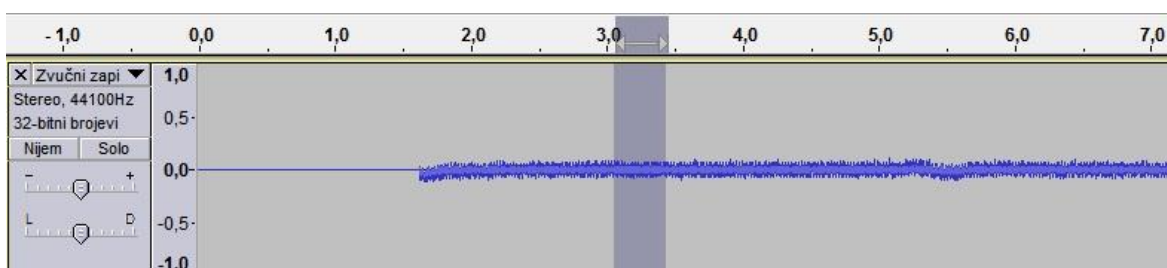 - 1,0 0,0 1,0 2,0 3,0 4,0 5,0 6,0 7,0
X Zvučni zapi 1,0
Stereo, 44100Hz
32-bitni brojevi 0,5
Nijem Solo
- + 0,0
L D -0,5
-1,0